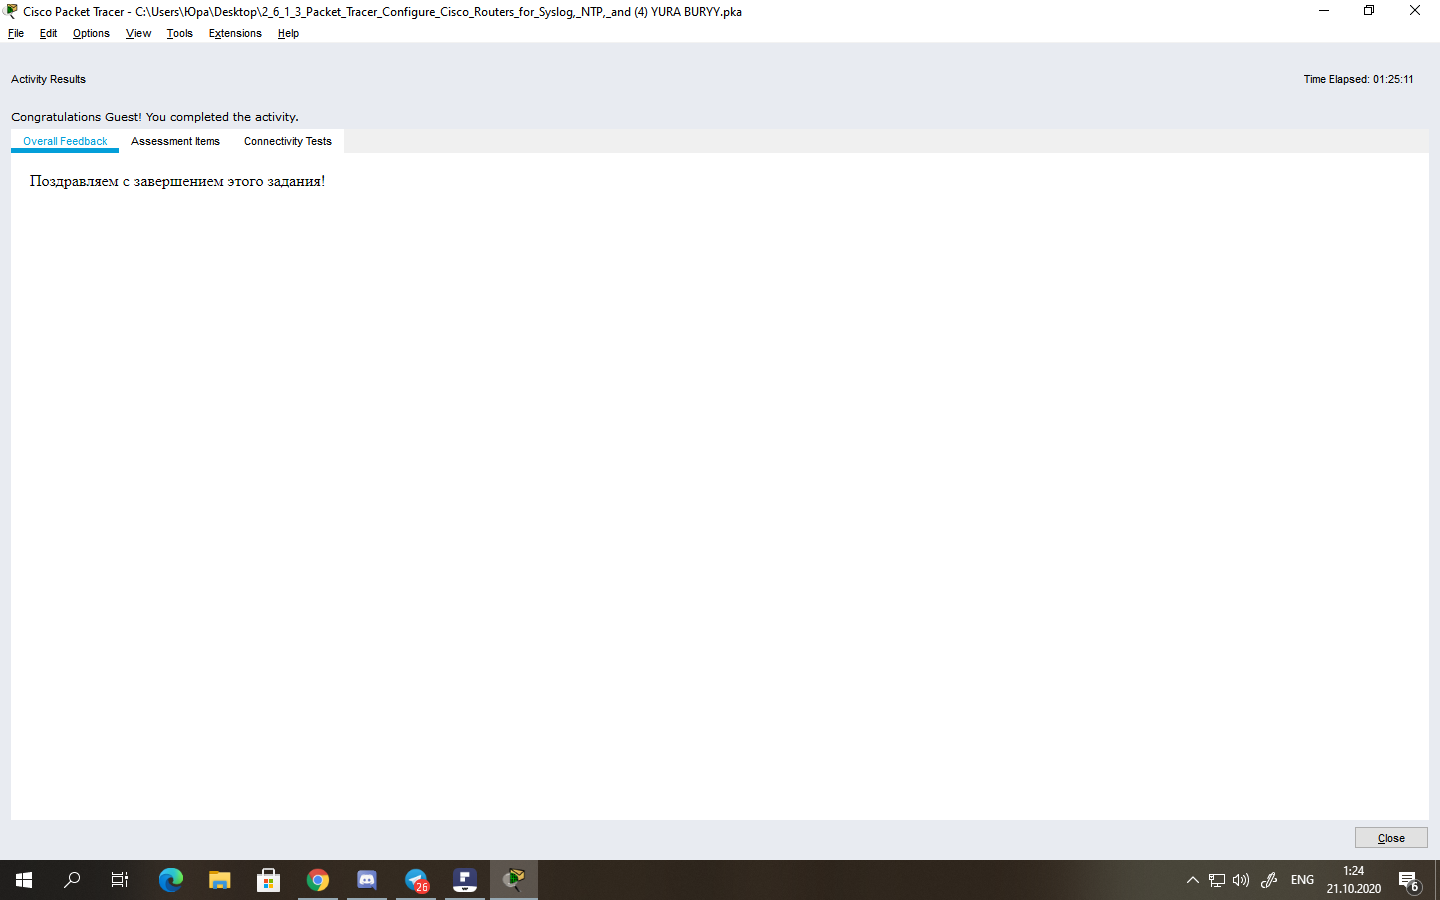 Cisco Packet Tracer - C:\Users\Юра\Desktop\2_6_1_3_Packet_Tracer_Configure_Cisco_Routers_for_Syslog,_NTP,_and (4) YURA BURYY.pka
File Edit Options View Tools Extensions Help
Activity Results Time Elapsed: 01:25:11
Congratulations Guest! You completed the activity.
Overall Feedback Assessment Items Connectivity Tests
Поздравляем с завершением этого задания!
Close
26
ENG
1:24
21.10.2020
6